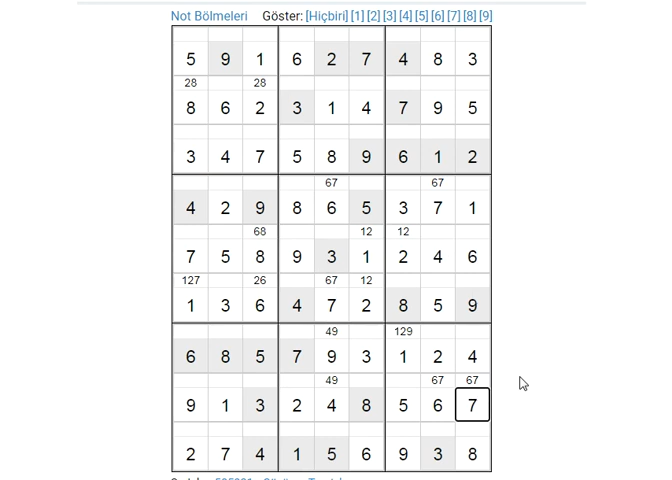 Not Bölmeleri Göster: [Hiçbiri] [1] [2] [3] [4] [5] [6] [7] [8] [9]
5 9 1 6 2 7 4 8 3
28 28
8 6 2 3 1 4 7 9 5
3 4 7 5 8 9 6 1 2
67 67
4 2 9 8 6 5 3 7 1
68 12 12
7 5 8 9 3 1 2 4 6
127 26 67 12
1 3 6 4 7 2 8 5 9
49 129
6 8 5 7 9 3 1 2 4
49 67 67
9 1 3 2 4 8 5 6 7
2 7 4 1 5 6 9 3 8